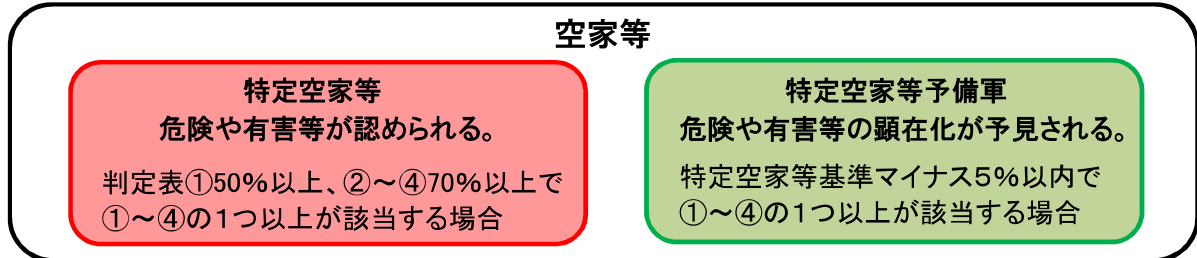 空家等
特定空家等
危険や有害等が認められる。
判定表①50%以上、②～④70%以上で
①～④の１つ以上が該当する場合
特定空家等予備軍
危険や有害等の顕在化が予見される。
特定空家等基準マイナス５%以内で
①～④の１つ以上が該当する場合